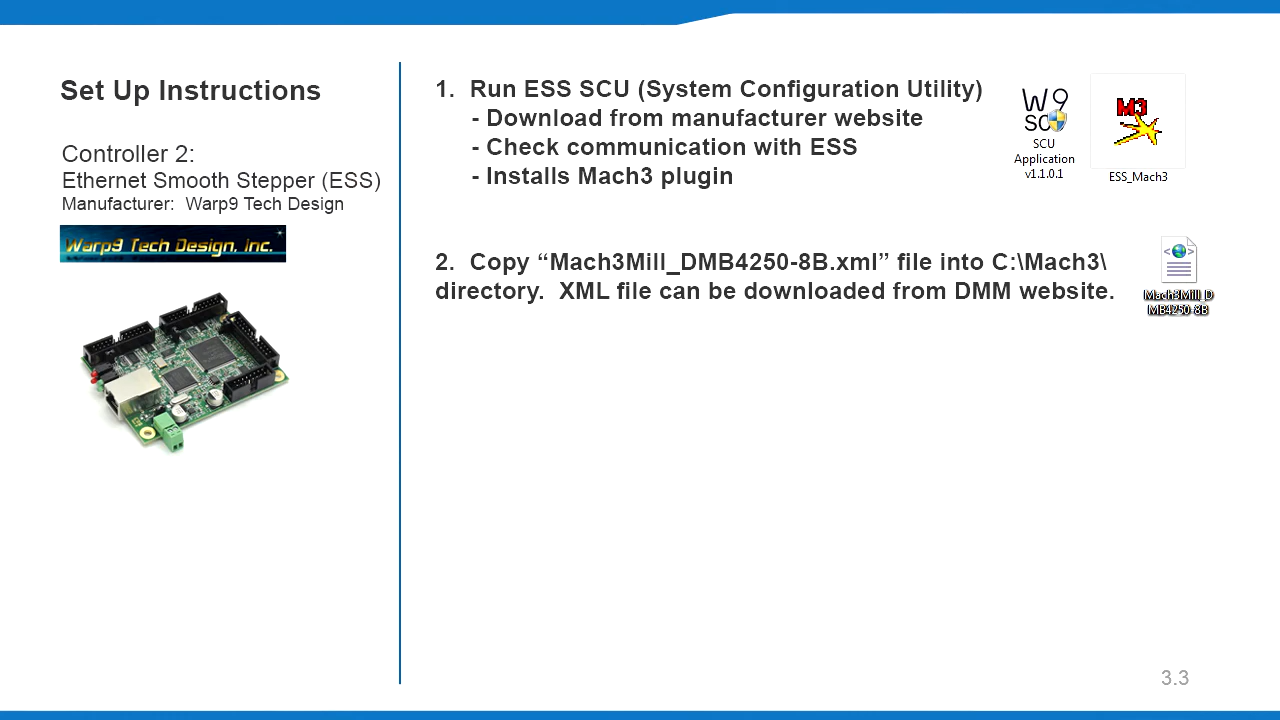 Set Up Instructions
Controller 2:
Ethernet Smooth Stepper (ESS)
Manufacturer:  Warp9 Tech Design
Warp9 Tech Design, Inc.
1.  Run ESS SCU (System Configuration Utility)
- Download from manufacturer website
- Check communication with ESS
- Installs Mach3 plugin
W9
SC
SCU
Application
v1.1.0.1
M3
ESS_Mach3
2.  Copy “Mach3Mill_DMB4250-8B.xml” file into C:\Mach3\
directory.  XML file can be downloaded from DMM website.
Mach3Mill_D
MB4250-8B
3.3